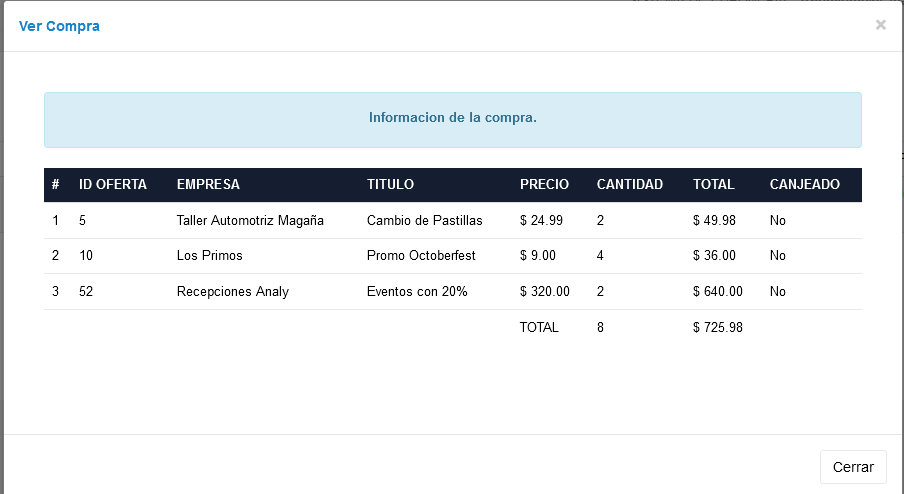 Ver Compra ×
Informacion de la compra.
# ID OFERTA EMPRESA TITULO PRECIO CANTIDAD TOTAL CANJEADO
1 5 Taller Automotriz Magaña Cambio de Pastillas $ 24.99 2 $ 49.98 No
2 10 Los Primos Promo Octoberfest $ 9.00 4 $ 36.00 No
3 52 Recepciones Analy Eventos con 20% $ 320.00 2 $ 640.00 No
TOTAL 8 $ 725.98
Cerrar